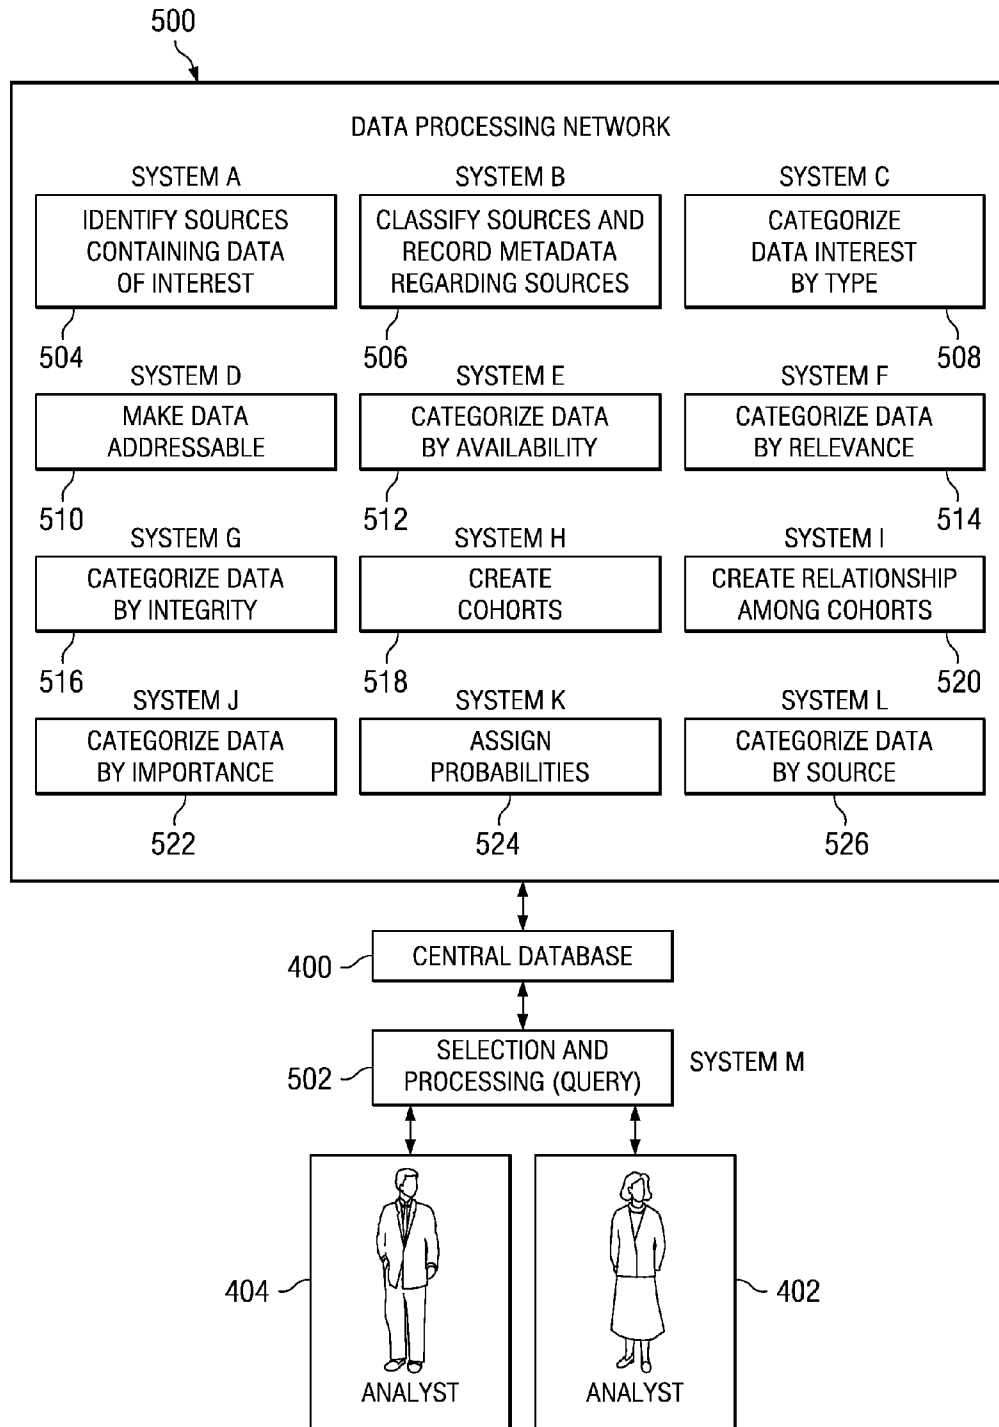 500
DATA PROCESSING NETWORK
SYSTEM A
IDENTIFY SOURCES
CONTAINING DATA
OF INTEREST
504
SYSTEM B
CLASSIFY SOURCES AND
RECORD METADATA
REGARDING SOURCES
506
SYSTEM C
CATEGORIZE
DATA INTEREST
BY TYPE
508
SYSTEM D
MAKE DATA
ADDRESSABLE
510
SYSTEM E
CATEGORIZE DATA
BY AVAILABILITY
512
SYSTEM F
CATEGORIZE DATA
BY RELEVANCE
514
SYSTEM G
CATEGORIZE DATA
BY INTEGRITY
516
SYSTEM H
CREATE
COHORTS
518
SYSTEM I
CREATE RELATIONSHIP
AMONG COHORTS
520
SYSTEM J
CATEGORIZE DATA
BY IMPORTANCE
522
SYSTEM K
ASSIGN
PROBABILITIES
524
SYSTEM L
CATEGORIZE DATA
BY SOURCE
526
400
CENTRAL DATABASE
502
SELECTION AND
PROCESSING (QUERY)
SYSTEM M
404
ANALYST
402
ANALYST